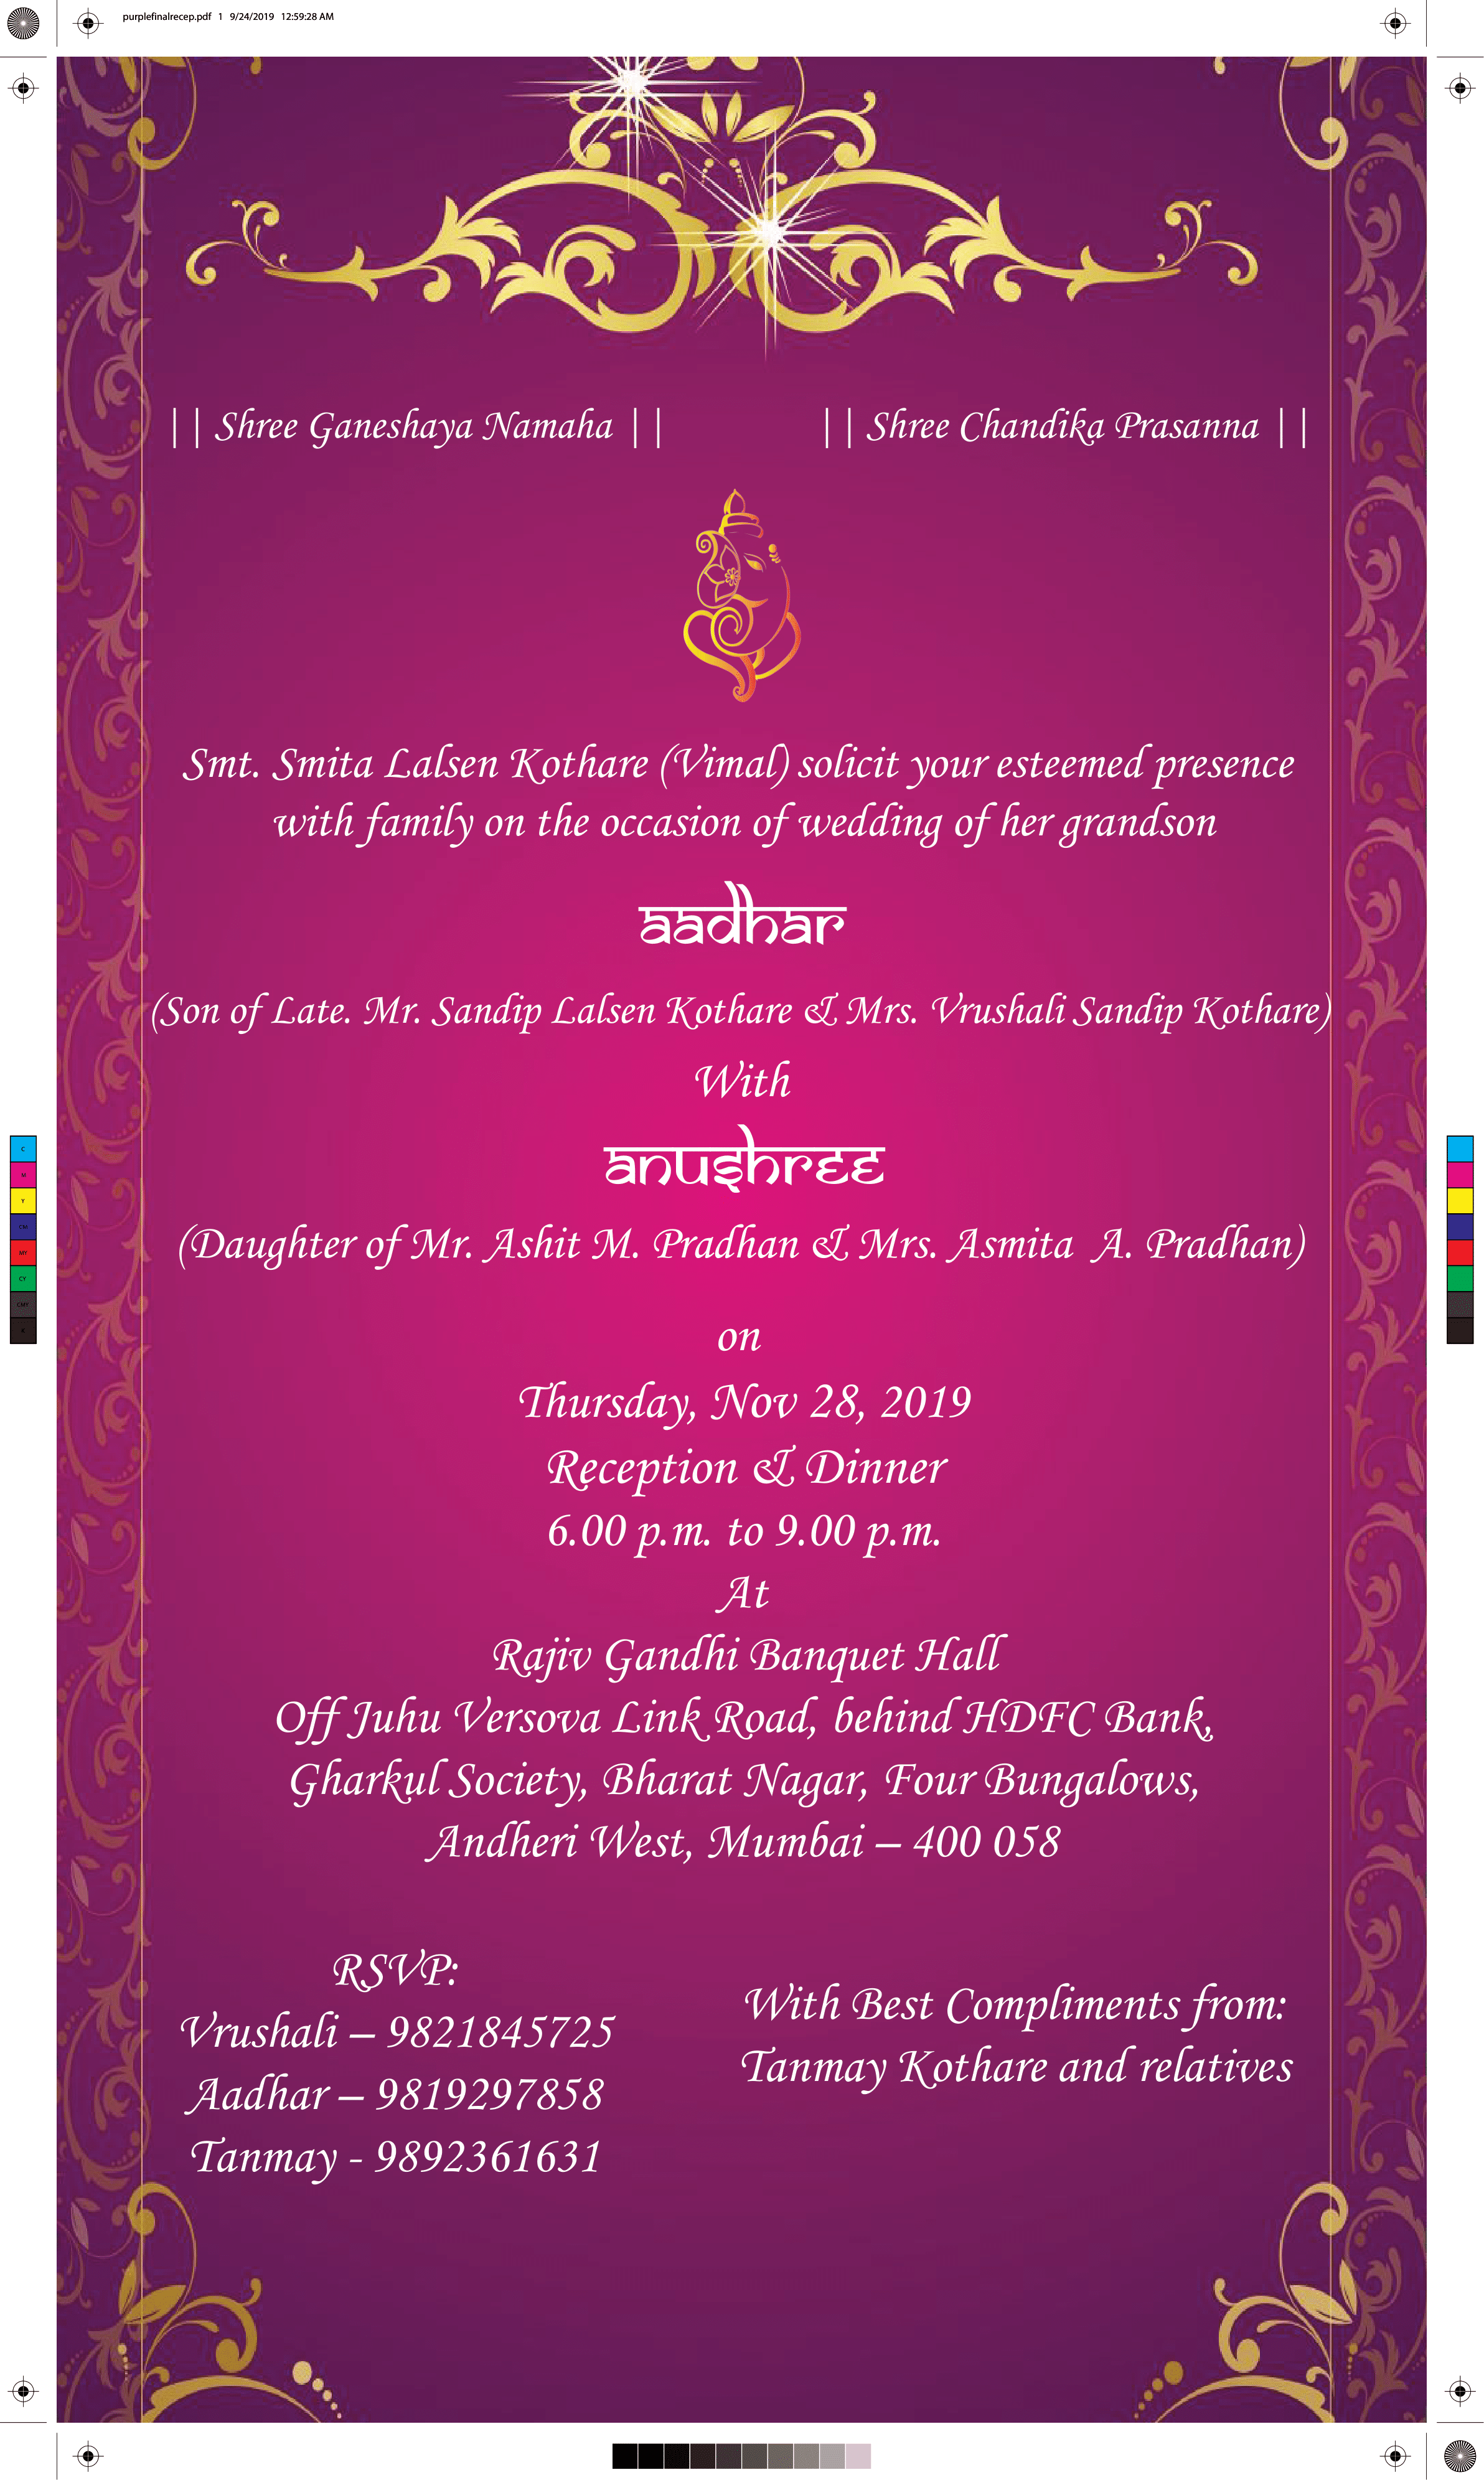 purplefinalrecep.pdf 1 9/24/2019 12:59:28 AM
|| Shree Ganeshaya Namaha || || Shree Chandika Prasanna ||
Smt. Smita Lalsen Kothare (Vimal) solicit your esteemed presence
with family on the occasion of wedding of her grandson
aadhar
(Son of Late. Mr. Sandip Lalsen Kothare & Mrs. Vrushali Sandip Kothare)
With
anushree
(Daughter of Mr. Ashit M. Pradhan & Mrs. Asmita A. Pradhan)
on
Thursday, Nov 28, 2019
Reception & Dinner
6.00 p.m. to 9.00 p.m.
At
Rajiv Gandhi Banquet Hall
Off Juhu Versova Link Road, behind HDFC Bank,
Gharkul Society, Bharat Nagar, Four Bungalows,
Andheri West, Mumbai – 400 058
RSVP:
Vrushali – 9821845725
Aadhar – 9819297858
Tanmay - 9892361631
With Best Compliments from:
Tanmay Kothare and relatives
C
M
Y
CM
MY
CY
CMY
K